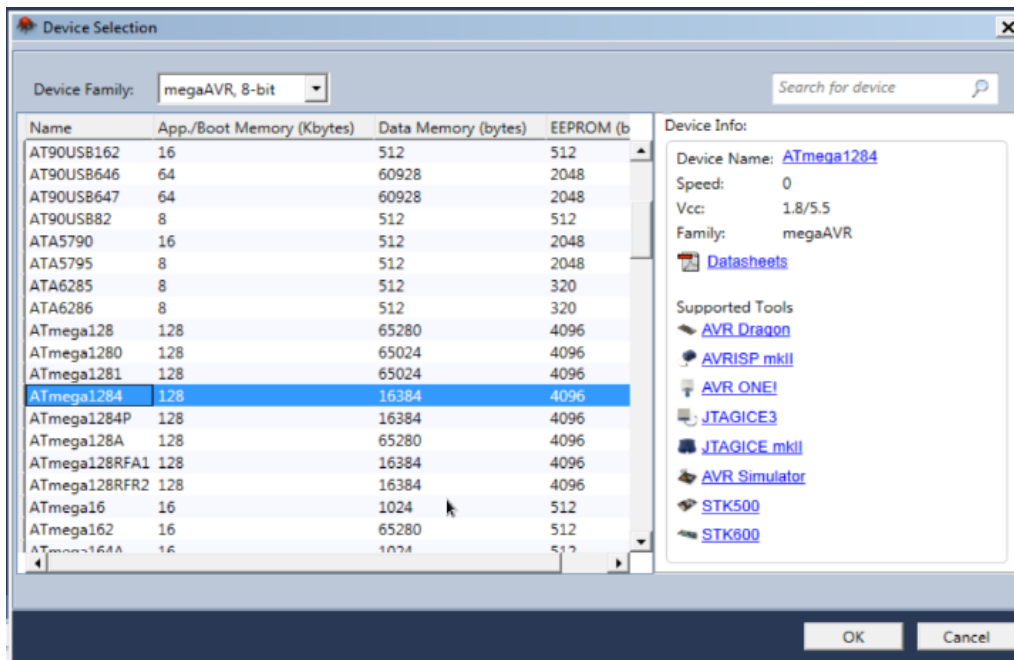 Device Selection
Device Family: megaAVR, 8-bit Search for device
Name App./Boot Memory (Kbytes) Data Memory (bytes) EEPROM (b
AT90USB162 16 512 512
AT90USB646 64 60928 2048
AT90USB647 64 60928 2048
AT90USB82 8 512 512
ATA5790 16 512 2048
ATA5795 8 512 2048
ATA6285 8 512 320
ATA6286 8 512 320
ATmega128 128 65280 4096
ATmega1280 128 65024 4096
ATmega1281 128 65024 4096
ATmega1284 128 16384 4096
ATmega1284P 128 16384 4096
ATmega128A 128 65280 4096
ATmega128RFA1 128 16384 4096
ATmega128RFR2 128 16384 4096
ATmega16 16 1024 512
ATmega162 16 65280 512
ATmega164A 16 1024 512
Device Info:
Device Name: ATmega1284
Speed: 0
Vcc: 1.8/5.5
Family: megaAVR
Datasheets
Supported Tools
AVR Dragon
AVRISP mkII
AVR ONE!
JTAGICE3
JTAGICE mkII
AVR Simulator
STK500
STK600
OK Cancel